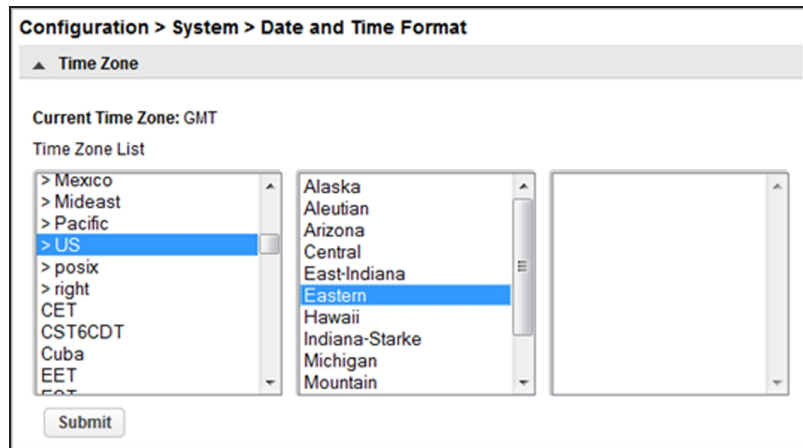 Configuration > System > Date and Time Format
Time Zone
Current Time Zone: GMT
Time Zone List
> Mexico
> Mideast
> Pacific
> US
> posix
> right
CET
CST6CDT
Cuba
EET
Alaska
Aleutian
Arizona
Central
East-Indiana
Eastern
Hawaii
Indiana-Starke
Michigan
Mountain
Submit